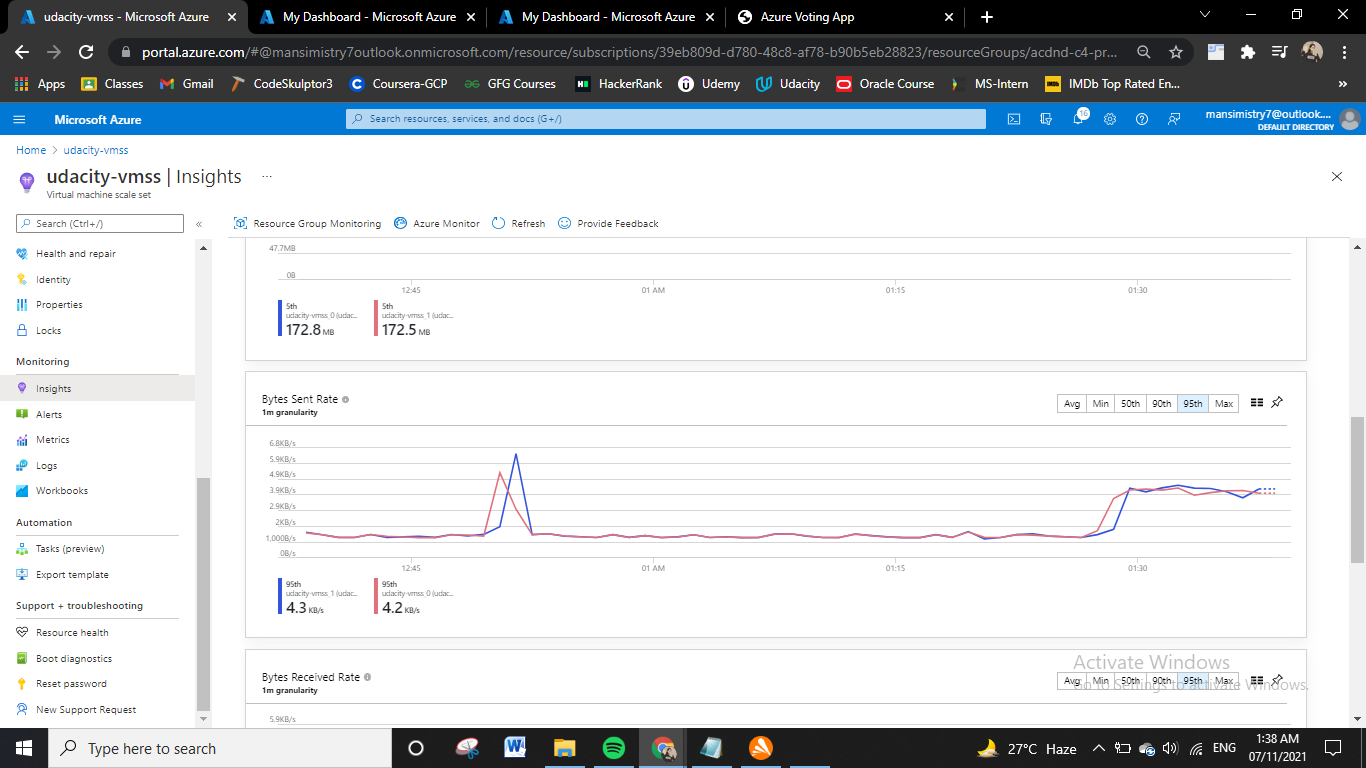 udacity-vmss - Microsoft Azure
My Dashboard - Microsoft Azure
My Dashboard - Microsoft Azure
Azure Voting App
portal.azure.com/#@mansimistry7outlook.onmicrosoft.com/resource/subscriptions/39eb809d-d780-48c8-af78-b90b5eb28823/resourceGroups/acdnd-c4-pr...
Apps Classes Gmail CodeSkulptor3 Coursera-GCP GFG Courses HackerRank Udemy Udacity Oracle Course MS-Intern IMDb Top Rated En... »
Microsoft Azure
Search resources, services, and docs (G+/)
16
mansimistry7@outlook....
DEFAULT DIRECTORY
Home > udacity-vmss
udacity-vmss | Insights ...
Virtual machine scale set
Search (Ctrl+/)
«
Resource Group Monitoring Azure Monitor Refresh Provide Feedback
Health and repair
Identity
Properties
Locks
Monitoring
Insights
Alerts
Metrics
Logs
Workbooks
Automation
Tasks (preview)
Export template
Support + troubleshooting
Resource health
Boot diagnostics
Reset password
New Support Request
47.7MB
0B
12:45 01 AM 01:15 01:30
5th
udacity-vmss_0 (udac...
172.8 MB
5th
udacity-vmss_1 (udac...
172.5 MB
Bytes Sent Rate
1m granularity
Avg Min 50th 90th 95th Max
6.8KB/s
5.9KB/s
4.9KB/s
3.9KB/s
2.9KB/s
2KB/s
1,000B/s
0B/s
12:45 01 AM 01:15 01:30
95th
udacity-vmss_1 (udac...
4.3 KB/s
95th
udacity-vmss_0 (udac...
4.2 KB/s
Bytes Received Rate
1m granularity
Avg Min 50th 90th 95th Max
5.9KB/s
Activate Windows
Go to Settings to activate Windows.
Type here to search
27°C Haze
ENG
1:38 AM
07/11/2021